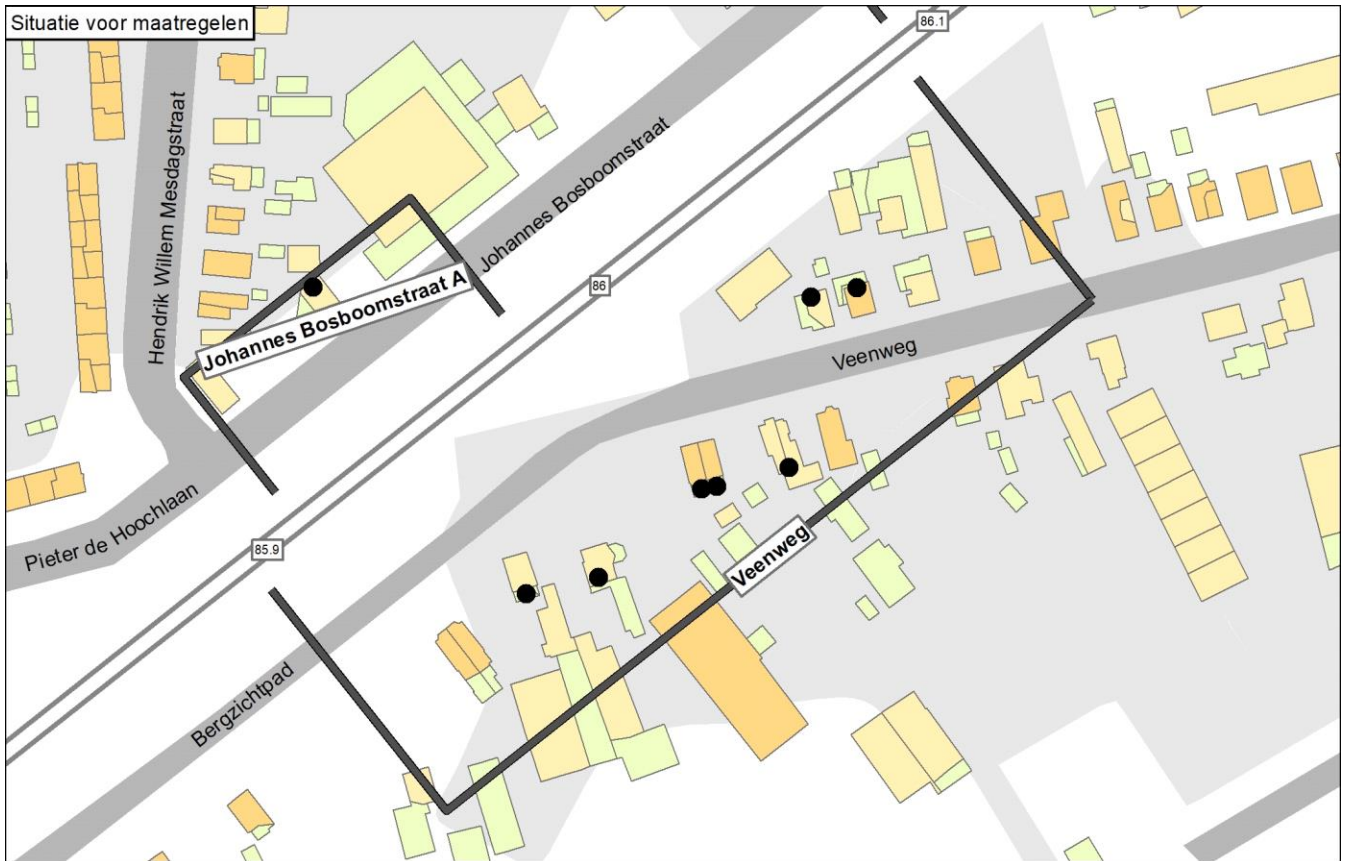 Situatie voor maatregelen
86.1
Hendrik Willem Mesdagstraat
Johannes Bosboomstraat
Johannes Bosboomstraat A
86
Veenweg
Pieter de Hoochlaan
85.9
Veenweg
Bergzichtpad